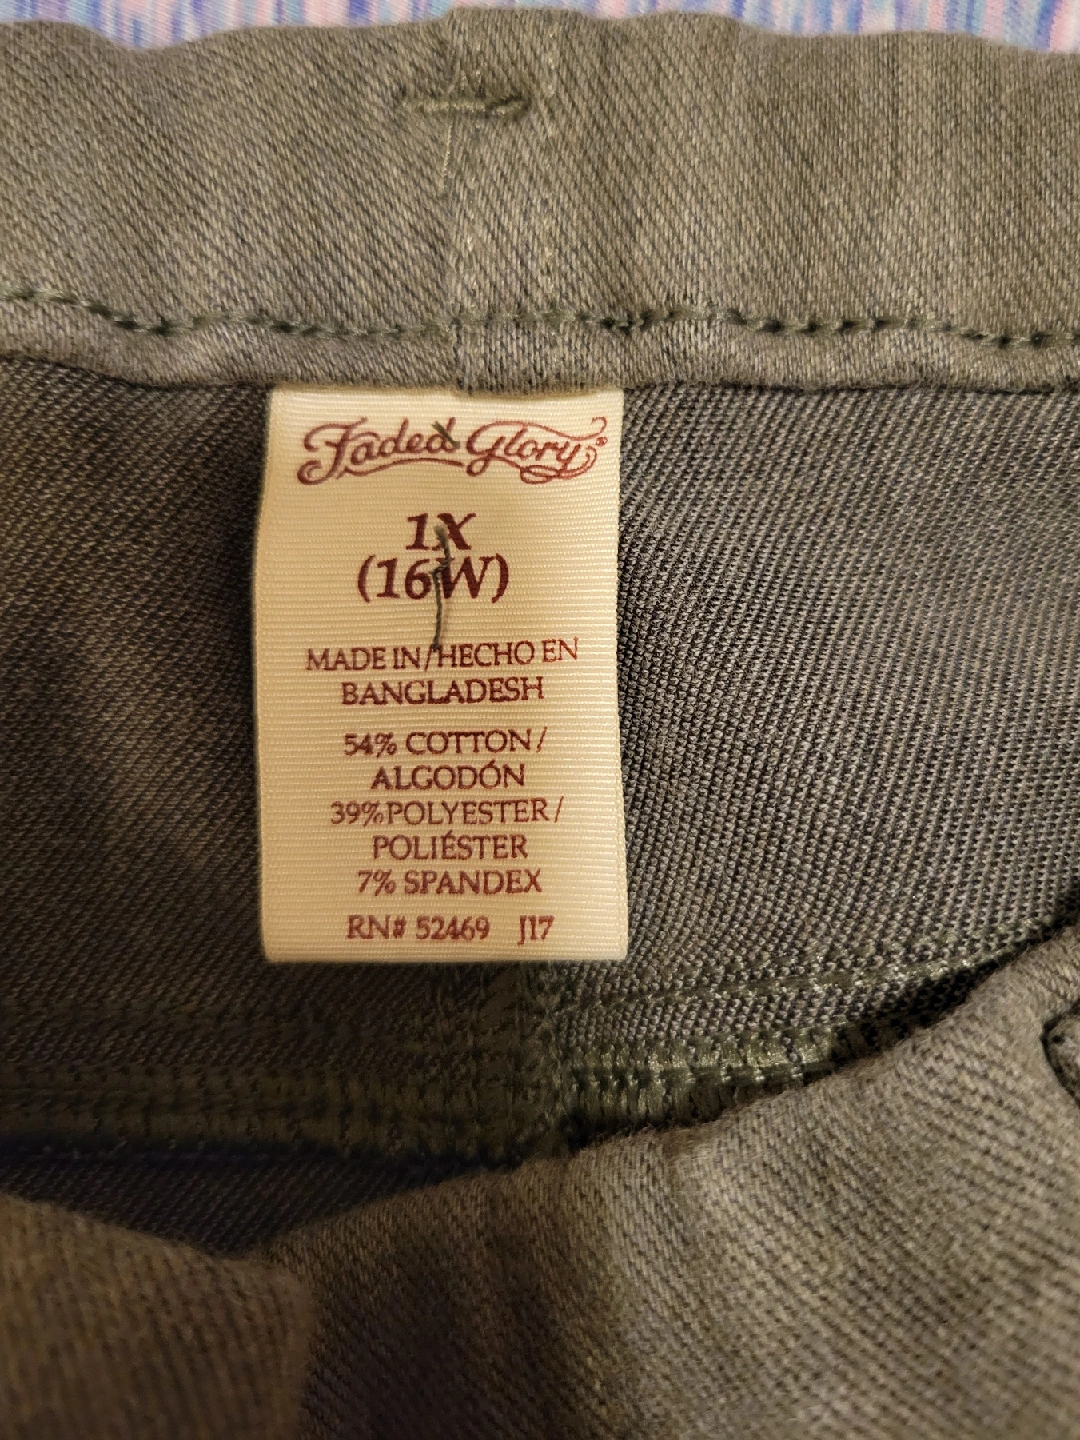 Faded Glory®
1X
(16W)
MADE IN/HECHO EN
BANGLADESH
54% COTTON/
ALGODÓN
39%POLYESTER/
POLIÉSTER
7% SPANDEX
RN# 52469 J17